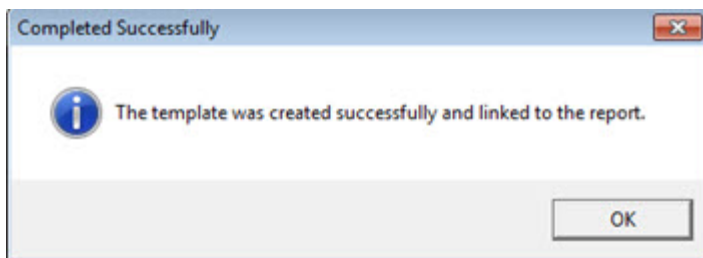 Completed Successfully
The template was created successfully and linked to the report.
OK